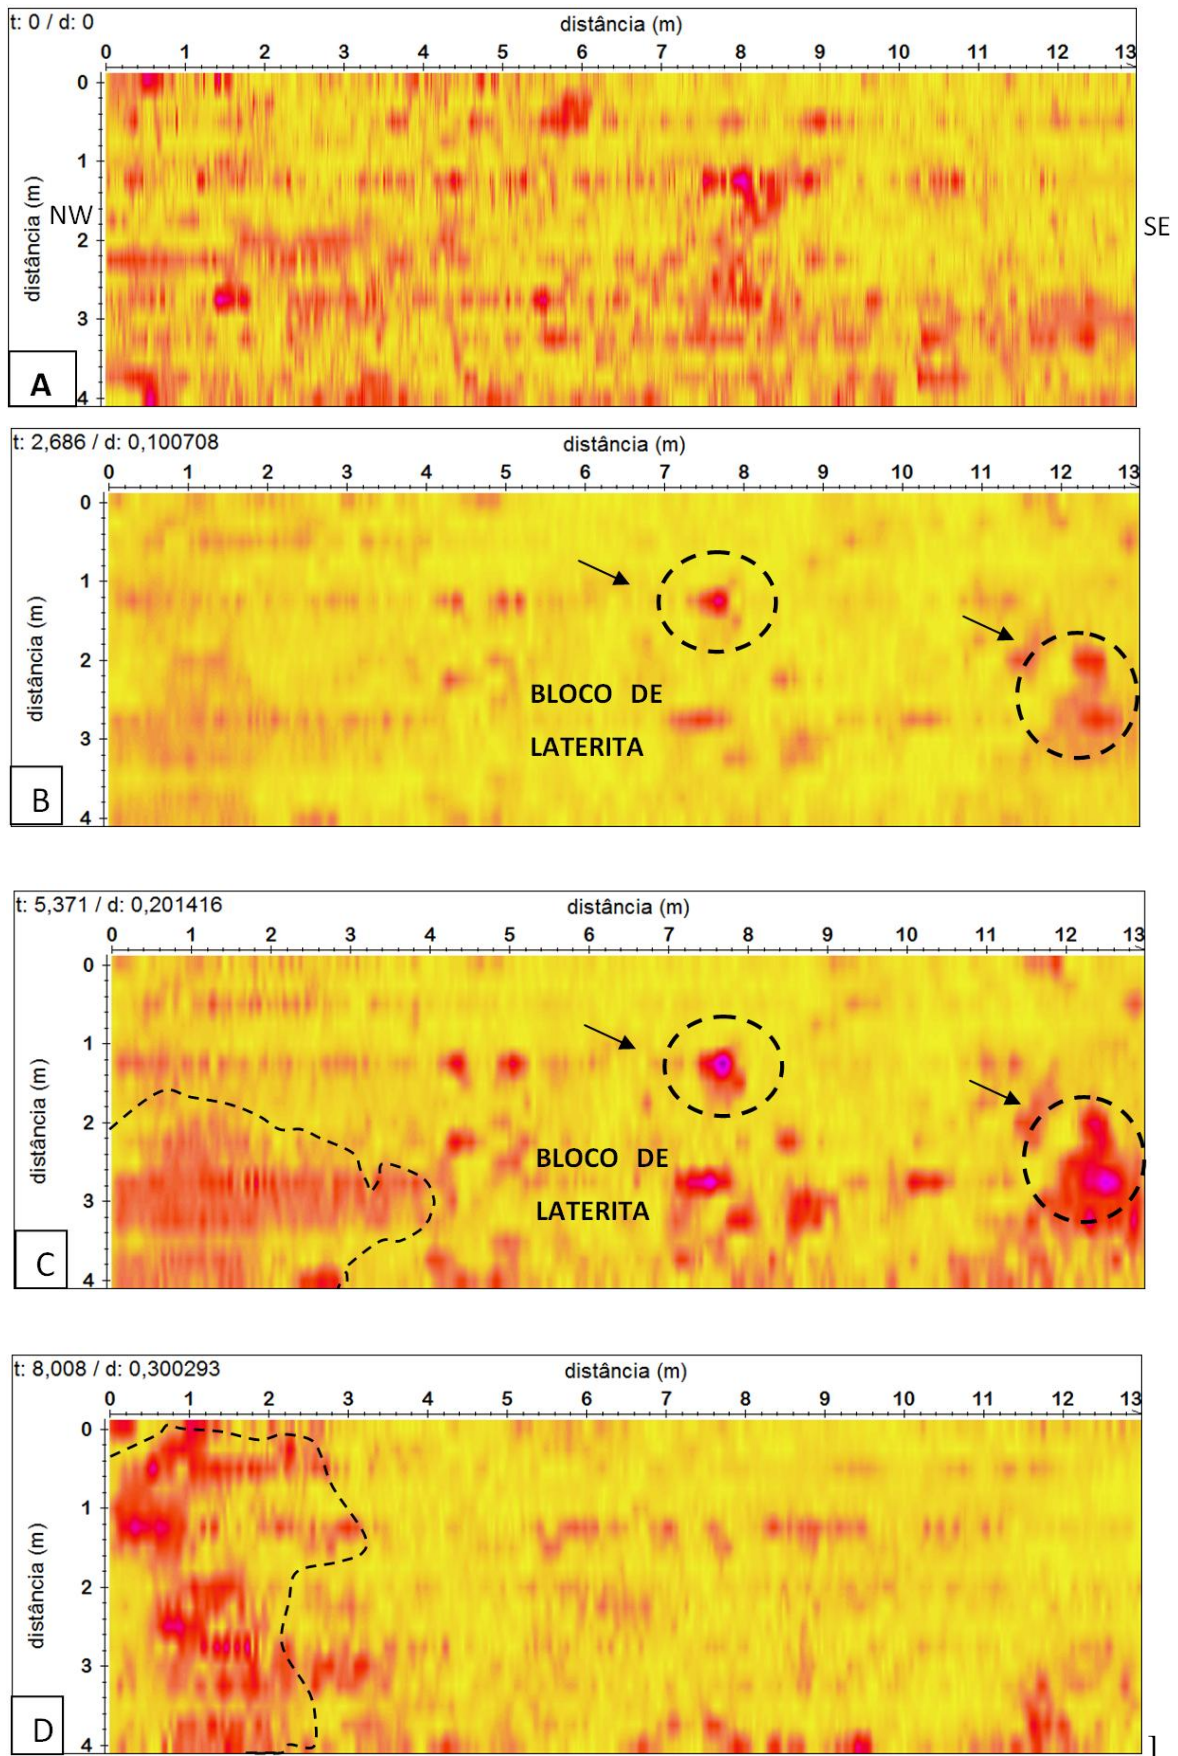 t: 0 / d: 0
distância (m)
0 1 2 3 4 5 6 7 8 9 10 11 12 13
distância (m)
0
1
NW
SE
2
3
4
A
t: 2,686 / d: 0,100708
distância (m)
0 1 2 3 4 5 6 7 8 9 10 11 12 13
distância (m)
0
1
2
BLOCO DE
3
LATERITA
4
B
t: 5,371 / d: 0,201416
distância (m)
0 1 2 3 4 5 6 7 8 9 10 11 12 13
distância (m)
0
1
2
BLOCO DE
3
LATERITA
4
C
t: 8,008 / d: 0,300293
distância (m)
0 1 2 3 4 5 6 7 8 9 10 11 12 13
distância (m)
0
1
2
3
4
D